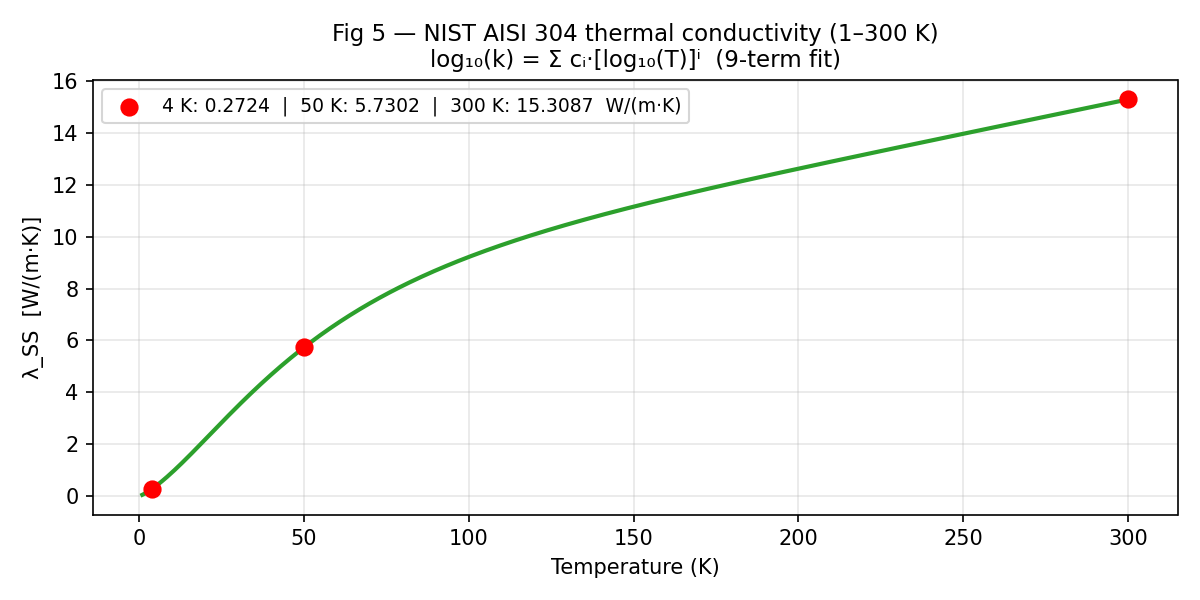 Fig 5 — NIST AISI 304 thermal conductivity (1–300 K)
log₁₀(k) = Σ cᵢ·[log₁₀(T)]ⁱ  (9-term fit)
4 K: 0.2724  |  50 K: 5.7302  |  300 K: 15.3087  W/(m·K)
λ_SS  [W/(m·K)]
16
14
12
10
8
6
4
2
0
0 50 100 150 200 250 300
Temperature (K)